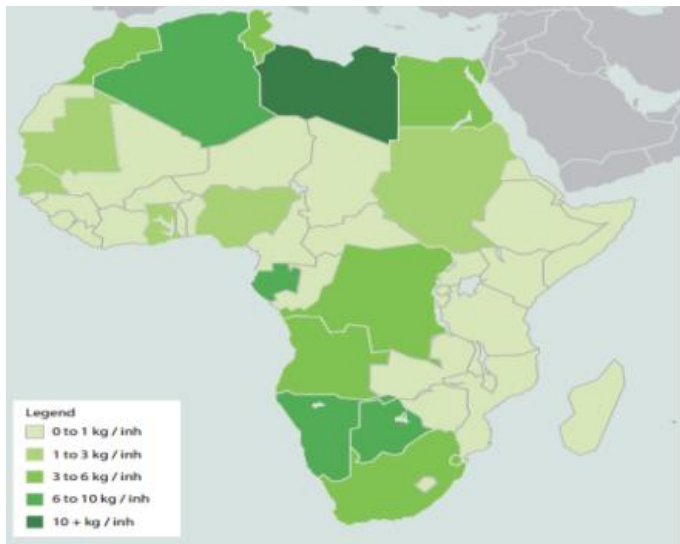 Legend
0 to 1 kg / inh
1 to 3 kg / inh
3 to 6 kg / inh
6 to 10 kg / inh
10 + kg / inh